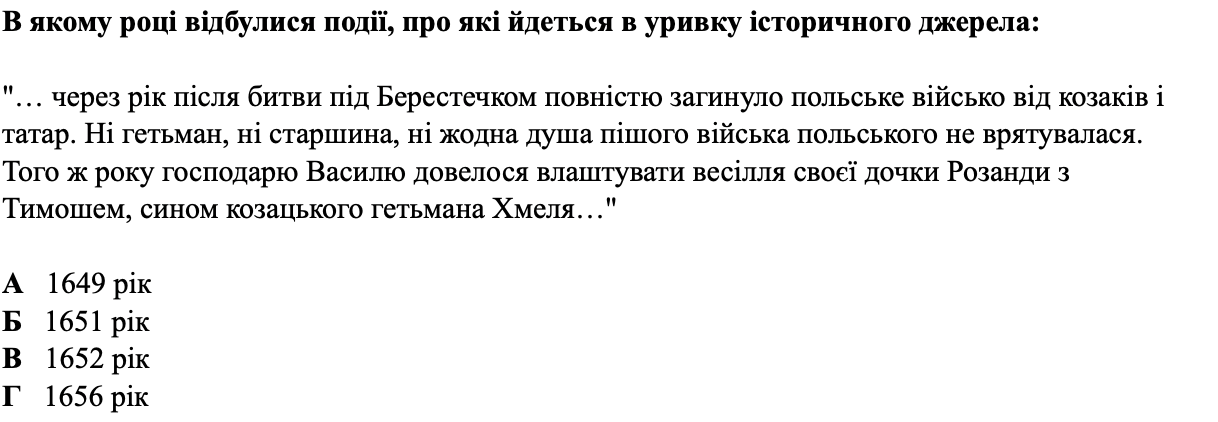 В якому році відбулися події, про які йдеться в уривку історичного джерела:
"… через рік після битви під Берестечком повністю загинуло польське військо від козаків і
татар. Ні гетьман, ні старшина, ні жодна душа пішого війська польського не врятувалася.
Того ж року господарю Василю довелося влаштувати весілля своєї дочки Розанди з
Тимошем, сином козацького гетьмана Хмеля…"
А 1649 рік
Б 1651 рік
В 1652 рік
Г 1656 рік